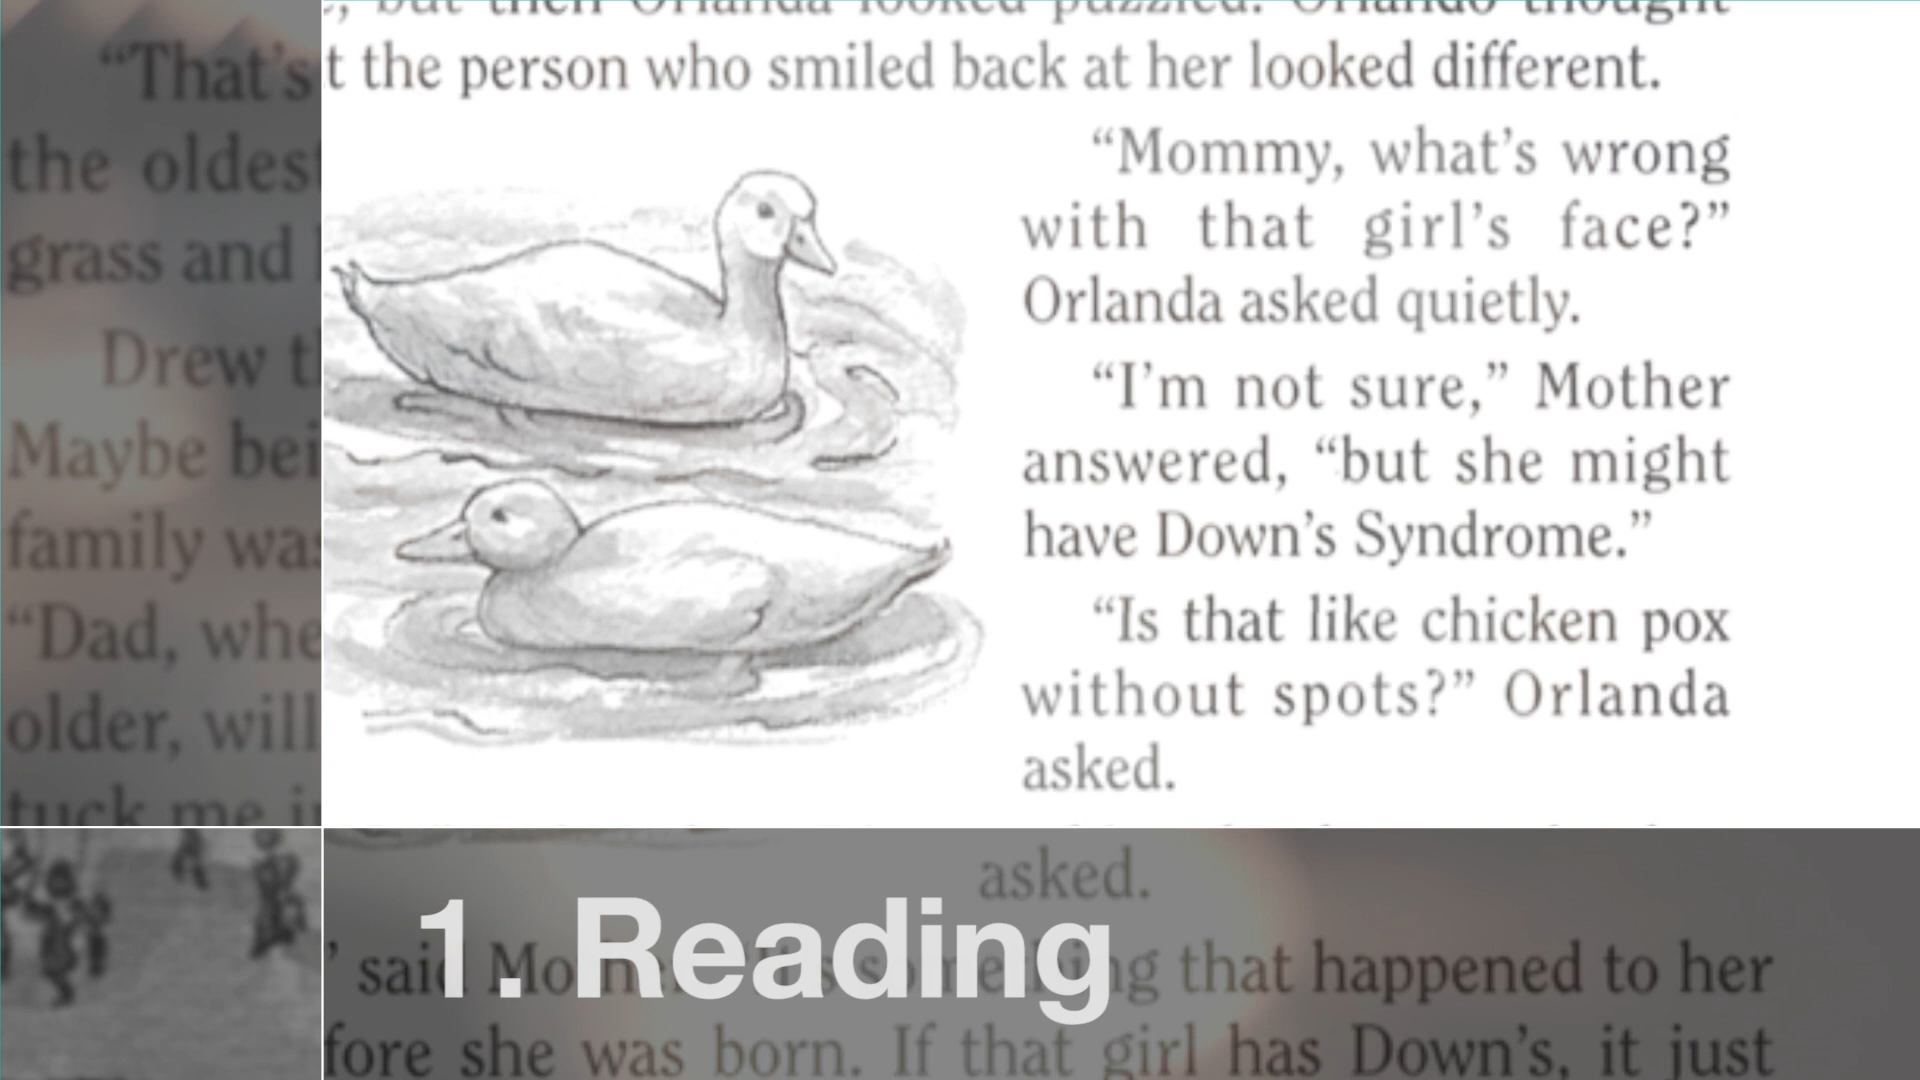 , but then Orlanda looked puzzled. Orlando thought
t the person who smiled back at her looked different.
“Mommy, what’s wrong
with that girl’s face?”
Orlanda asked quietly.
“I’m not sure,” Mother
answered, “but she might
have Down’s Syndrome.”
“Is that like chicken pox
without spots?” Orlanda
asked.
“That’s
the oldest
grass and
Drew t
Maybe bei
family was
“Dad, whe
older, will
tuck me i
asked.
1. Reading
” said Mother. “It’s something that happened to her
fore she was born. If that girl has Down’s, it just